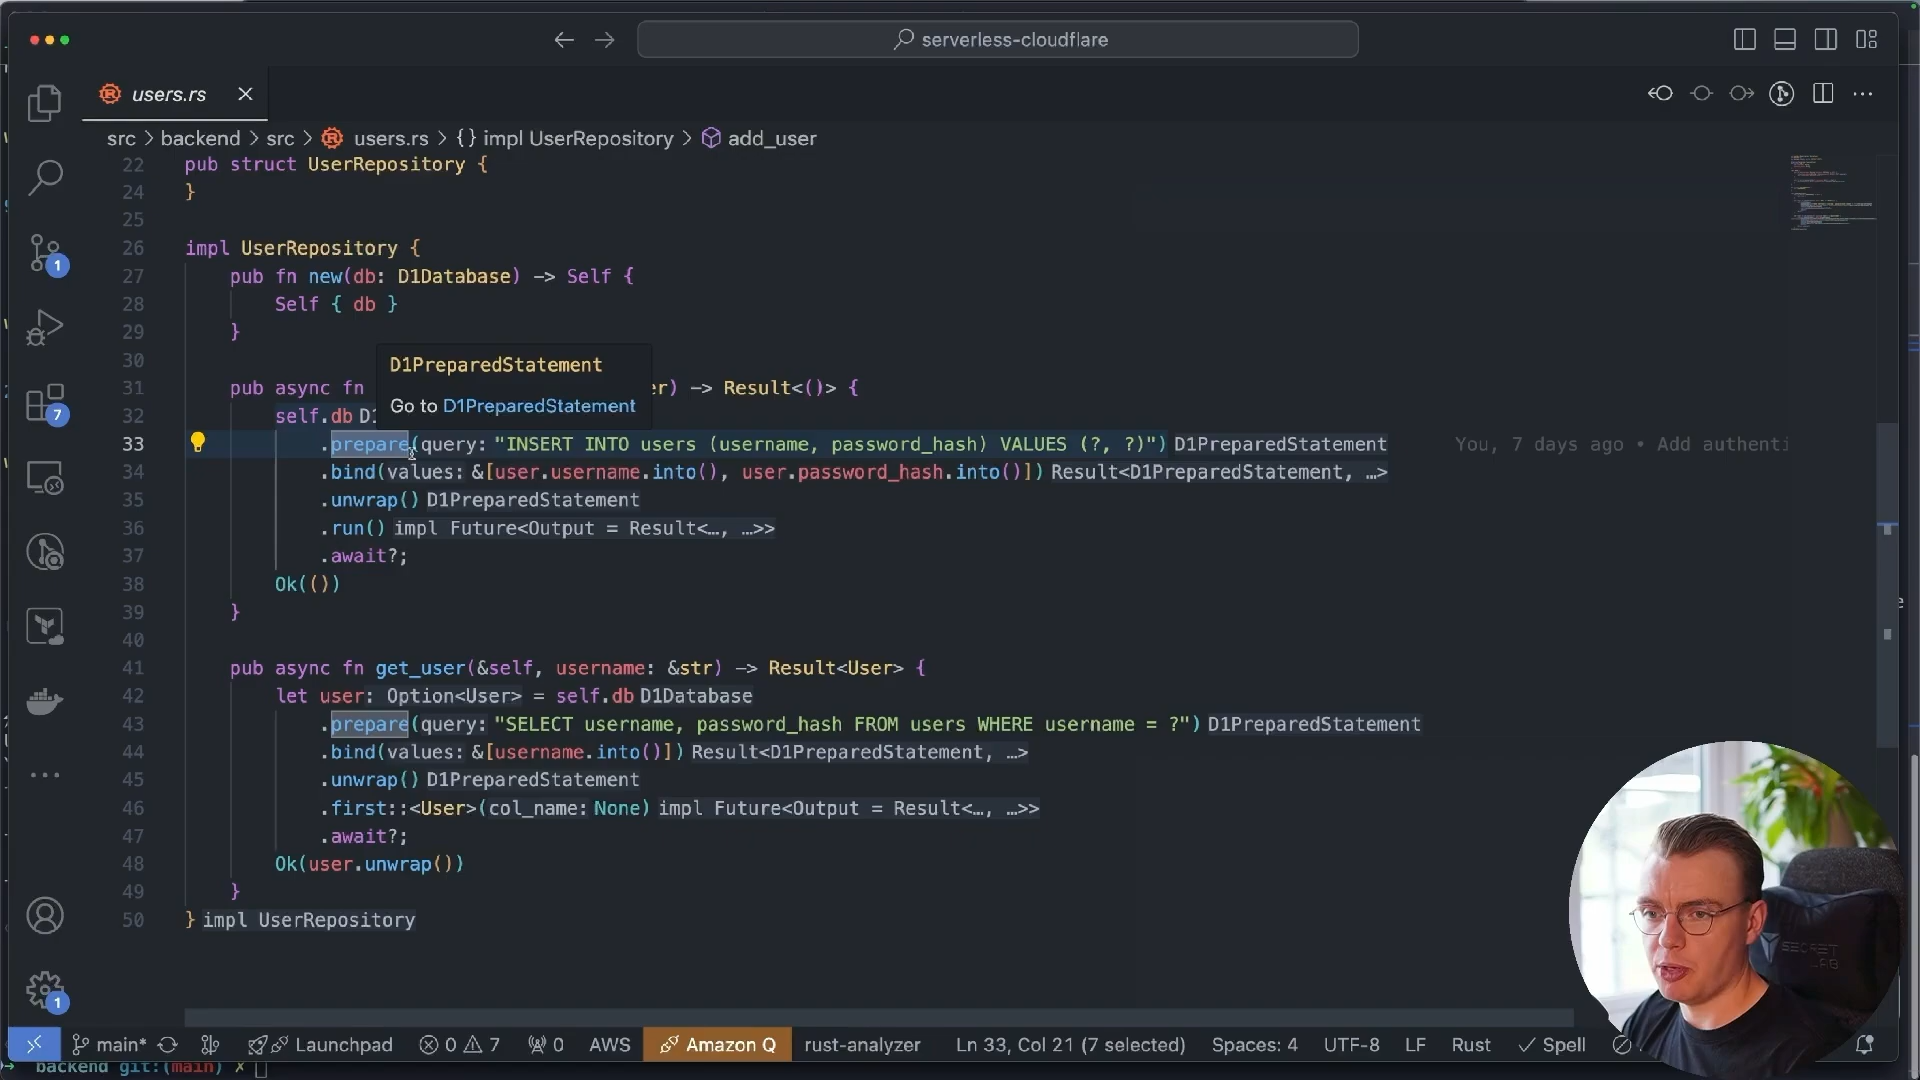 serverless-cloudflare
users.rs
src > backend > src > users.rs > {} impl UserRepository > add_user
22 pub struct UserRepository {
24 }
25
26 impl UserRepository {
27 pub fn new(db: D1Database) -> Self {
28 Self { db }
29 }
30
D1PreparedStatement
31 pub async fn er) -> Result<()> {
Go to D1PreparedStatement
32 self.db D1
33 .prepare(query: "INSERT INTO users (username, password_hash) VALUES (?, ?)") D1PreparedStatement You, 7 days ago • Add authenti
34 .bind(values: &[user.username.into(), user.password_hash.into()]) Result<D1PreparedStatement, …>
35 .unwrap() D1PreparedStatement
36 .run() impl Future<Output = Result<…, …>>
37 .await?;
38 Ok(())
39 }
40
41 pub async fn get_user(&self, username: &str) -> Result<User> {
42 let user: Option<User> = self.db D1Database
43 .prepare(query: "SELECT username, password_hash FROM users WHERE username = ?") D1PreparedStatement
44 .bind(values: &[username.into()]) Result<D1PreparedStatement, …>
45 .unwrap() D1PreparedStatement
46 .first::<User>(col_name: None) impl Future<Output = Result<…, …>>
47 .await?;
48 Ok(user.unwrap())
49 }
50 } impl UserRepository
1
7
1
SECRET
LAB
main* Launchpad 0 7 0 AWS Amazon Q rust-analyzer Ln 33, Col 21 (7 selected) Spaces: 4 UTF-8 LF Rust Spell
backend git:(main) ✗